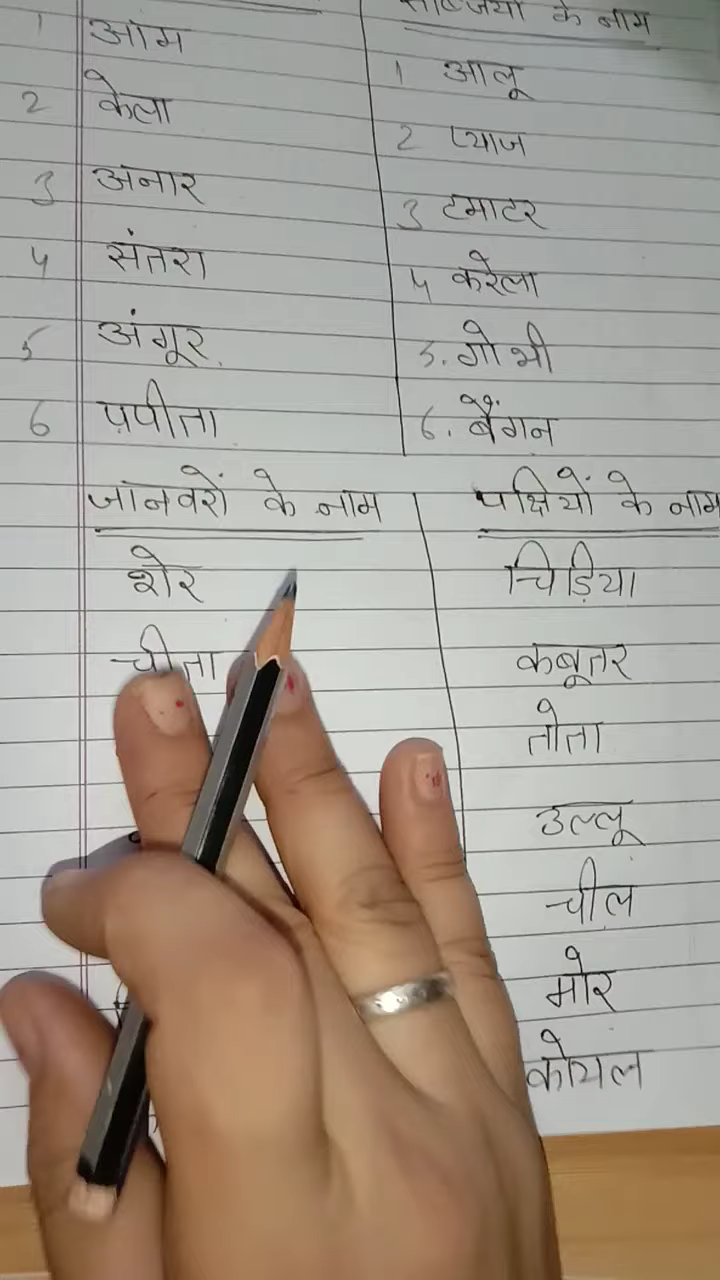 सब्जियों के नाम
1 आम
2 केला
3 अनार
4 संतरा
5 अंगूर
6 पपीता
1 आलू
2 प्याज
3 टमाटर
4 करेला
5. गोभी
6. बैंगन
जानवरों के नाम
शेर
चीता
पक्षियों के नाम
चिड़िया
कबूतर
तोता
उल्लू
चील
मोर
कोयल